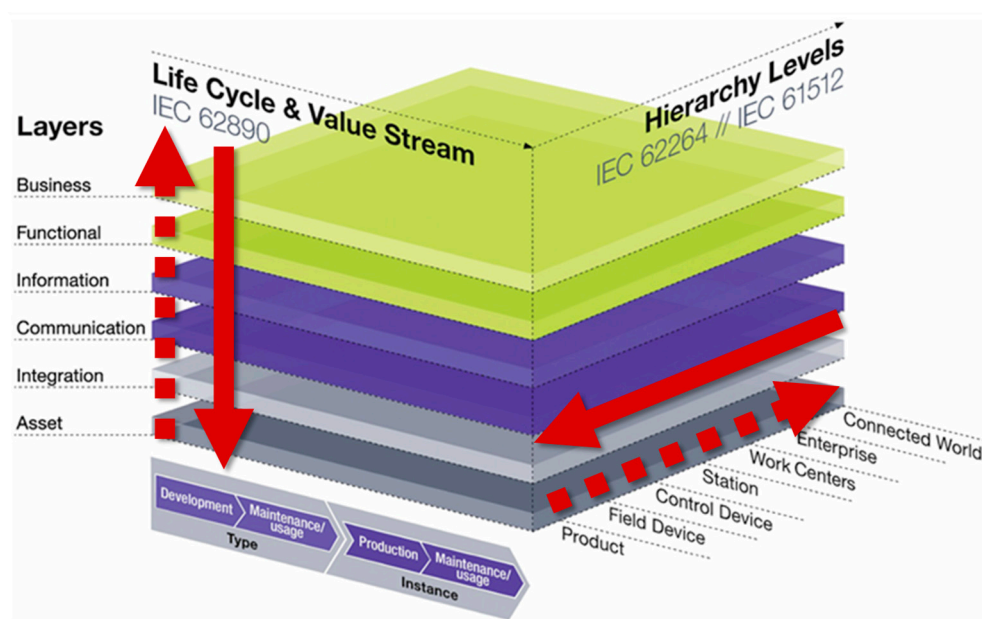 Life Cycle & Value Stream
IEC 62890
Hierarchy Levels
IEC 62264 // IEC 61512
Layers
Business
Functional
Information
Communication
Integration
Asset
Development
Maintenance/
usage
Type
Production
Maintenance/
usage
Instance
Connected World
Enterprise
Work Centers
Station
Control Device
Field Device
Product